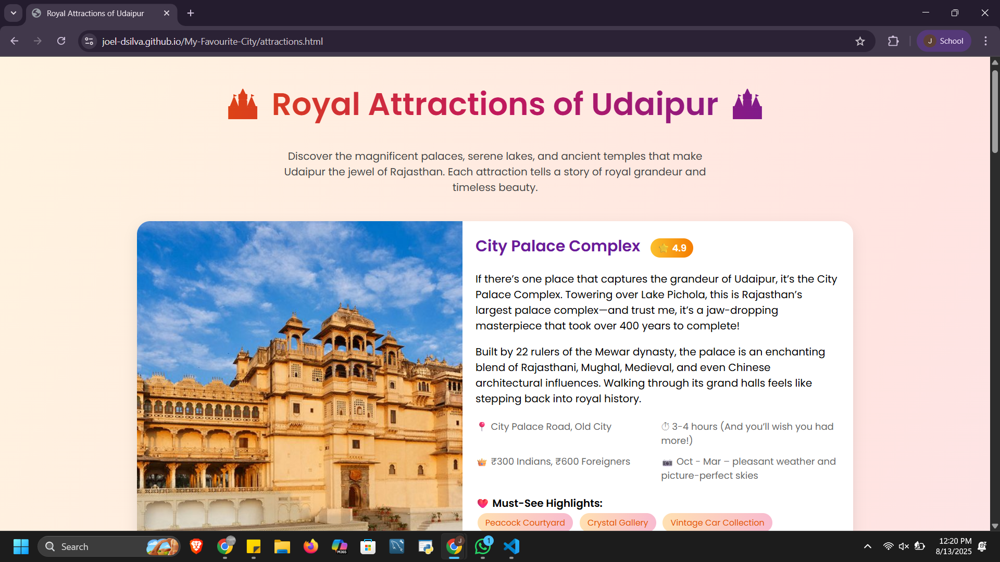 Royal Attractions of Udaipur
joel-dsilva.github.io/My-Favourite-City/attractions.html
J School
Royal Attractions of Udaipur
Discover the magnificent palaces, serene lakes, and ancient temples that make
Udaipur the jewel of Rajasthan. Each attraction tells a story of royal grandeur and
timeless beauty.
City Palace Complex
4.9
If there’s one place that captures the grandeur of Udaipur, it’s the City
Palace Complex. Towering over Lake Pichola, this is Rajasthan’s
largest palace complex—and trust me, it’s a jaw-dropping
masterpiece that took over 400 years to complete!
Built by 22 rulers of the Mewar dynasty, the palace is an enchanting
blend of Rajasthani, Mughal, Medieval, and even Chinese
architectural influences. Walking through its grand halls feels like
stepping back into royal history.
City Palace Road, Old City
3-4 hours (And you’ll wish you had
more!)
₹300 Indians, ₹600 Foreigners
Oct - Mar – pleasant weather and
picture-perfect skies
Must-See Highlights:
Peacock Courtyard
Crystal Gallery
Vintage Car Collection
Search
M365
J
1
12:20 PM
8/13/2025